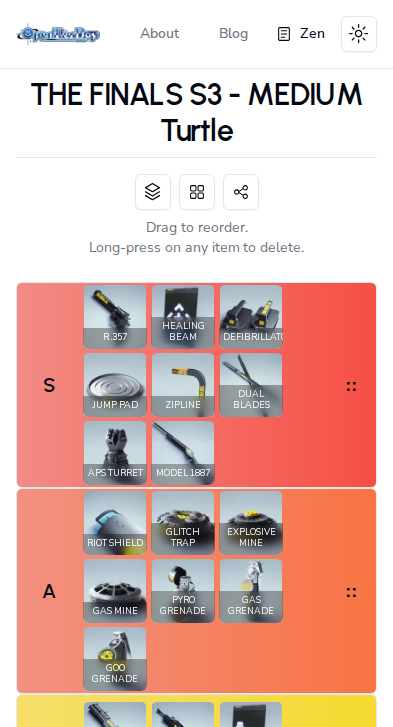 OpenTierBoy
About
Blog
Zen
THE FINALS S3 - MEDIUM
Turtle
Drag to reorder.
Long-press on any item to delete.
S
R.357
HEALING
BEAM
DEFIBRILLATO
JUMP PAD
ZIPLINE
DUAL
BLADES
APS TURRET
MODEL 1887
A
RIOT SHIELD
GLITCH
TRAP
EXPLOSIVE
MINE
GAS MINE
PYRO
GRENADE
GAS
GRENADE
GOO
GRENADE